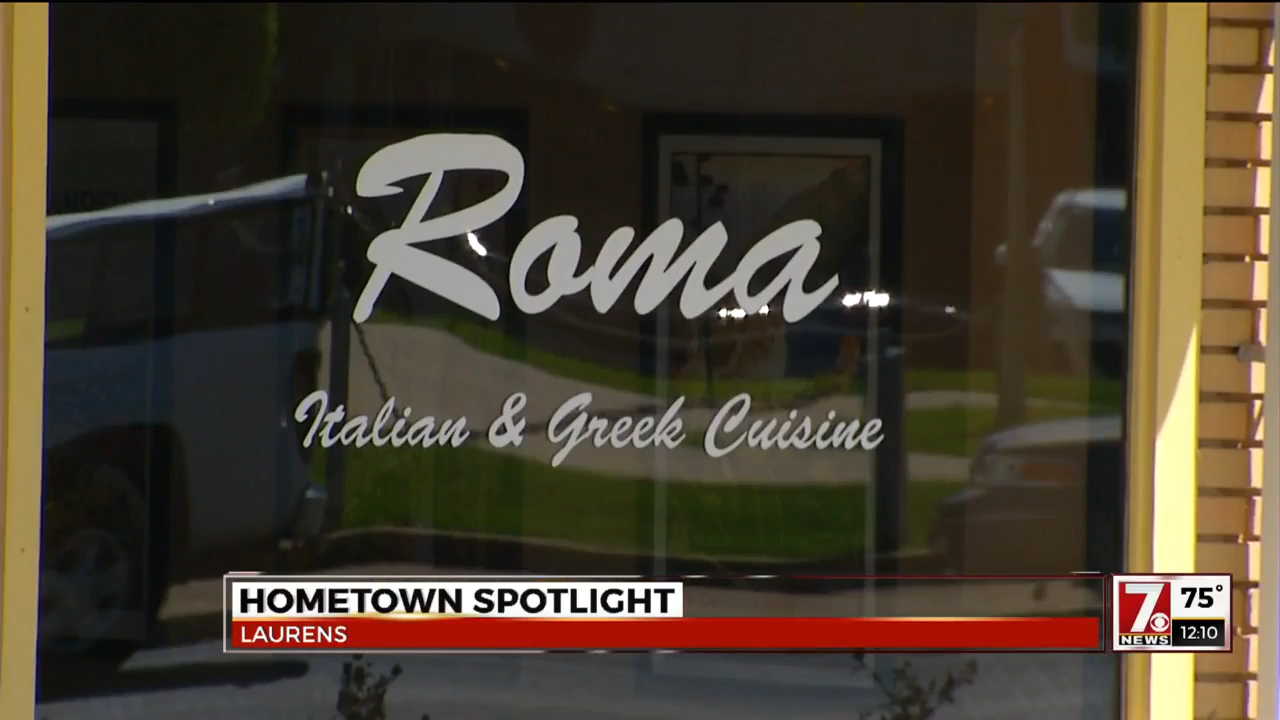 Roma
Italian & Greek Cuisine
HOMETOWN SPOTLIGHT
LAURENS
7
NEWS
75°
12:10